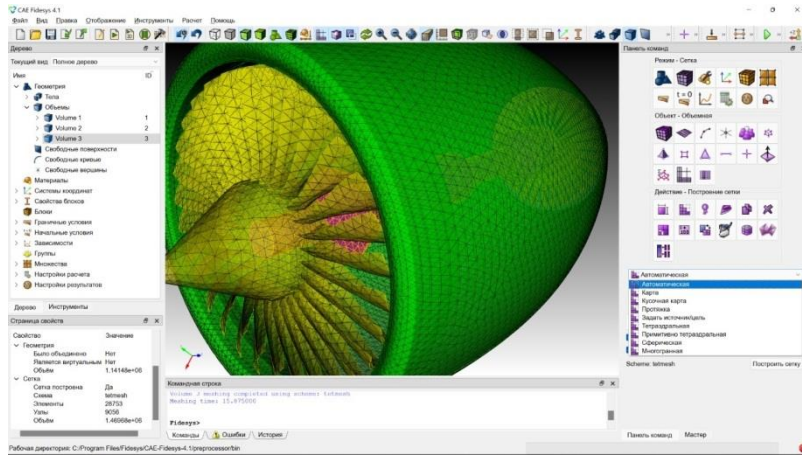 CAE Fidesys 4.1
Файл Вид Правка Отображение Инструменты Расчет Помощь
Дерево
Текущий вид Полное дерево
Имя ID
Геометрия
Тела
Объемы
Volume 1 1
Volume 2 2
Volume 3 3
Свободные поверхности
Свободные кривые
Свободные вершины
Материалы
Системы координат
Свойства блоков
Блоки
Граничные условия
Начальные условия
Зависимости
Группы
Множества
Настройки расчета
Настройки результатов
Дерево Инструменты
Страница свойств
Свойство Значение
Геометрия
Было объединено Нет
Является виртуальным Нет
Объём 1.14148e+06
Сетка
Сетка построена Да
Схема tetmesh
Элементы 28753
Узлы 9056
Объём 1.46968e+06
Командная строка
Volume 3 meshing completed using scheme: tetmesh
Meshing time: 15.875000
Fidesys>
Команды Ошибки История
Рабочая директория: C:/Program Files/Fidesys/CAE-Fidesys-4.1/preprocessor/bin
Панель команд
Режим - Сетка
t = 0
Объект - Объемная
Действие - Построение сетки
Автоматическая
Автоматическая
Карта
Кусочная карта
Протяжка
Задать источник/цель
Тетраэдральная
Примитивно тетраэдральная
Сферическая
Многогранная
Scheme: tetmesh Построить сетку
Панель команд Мастер